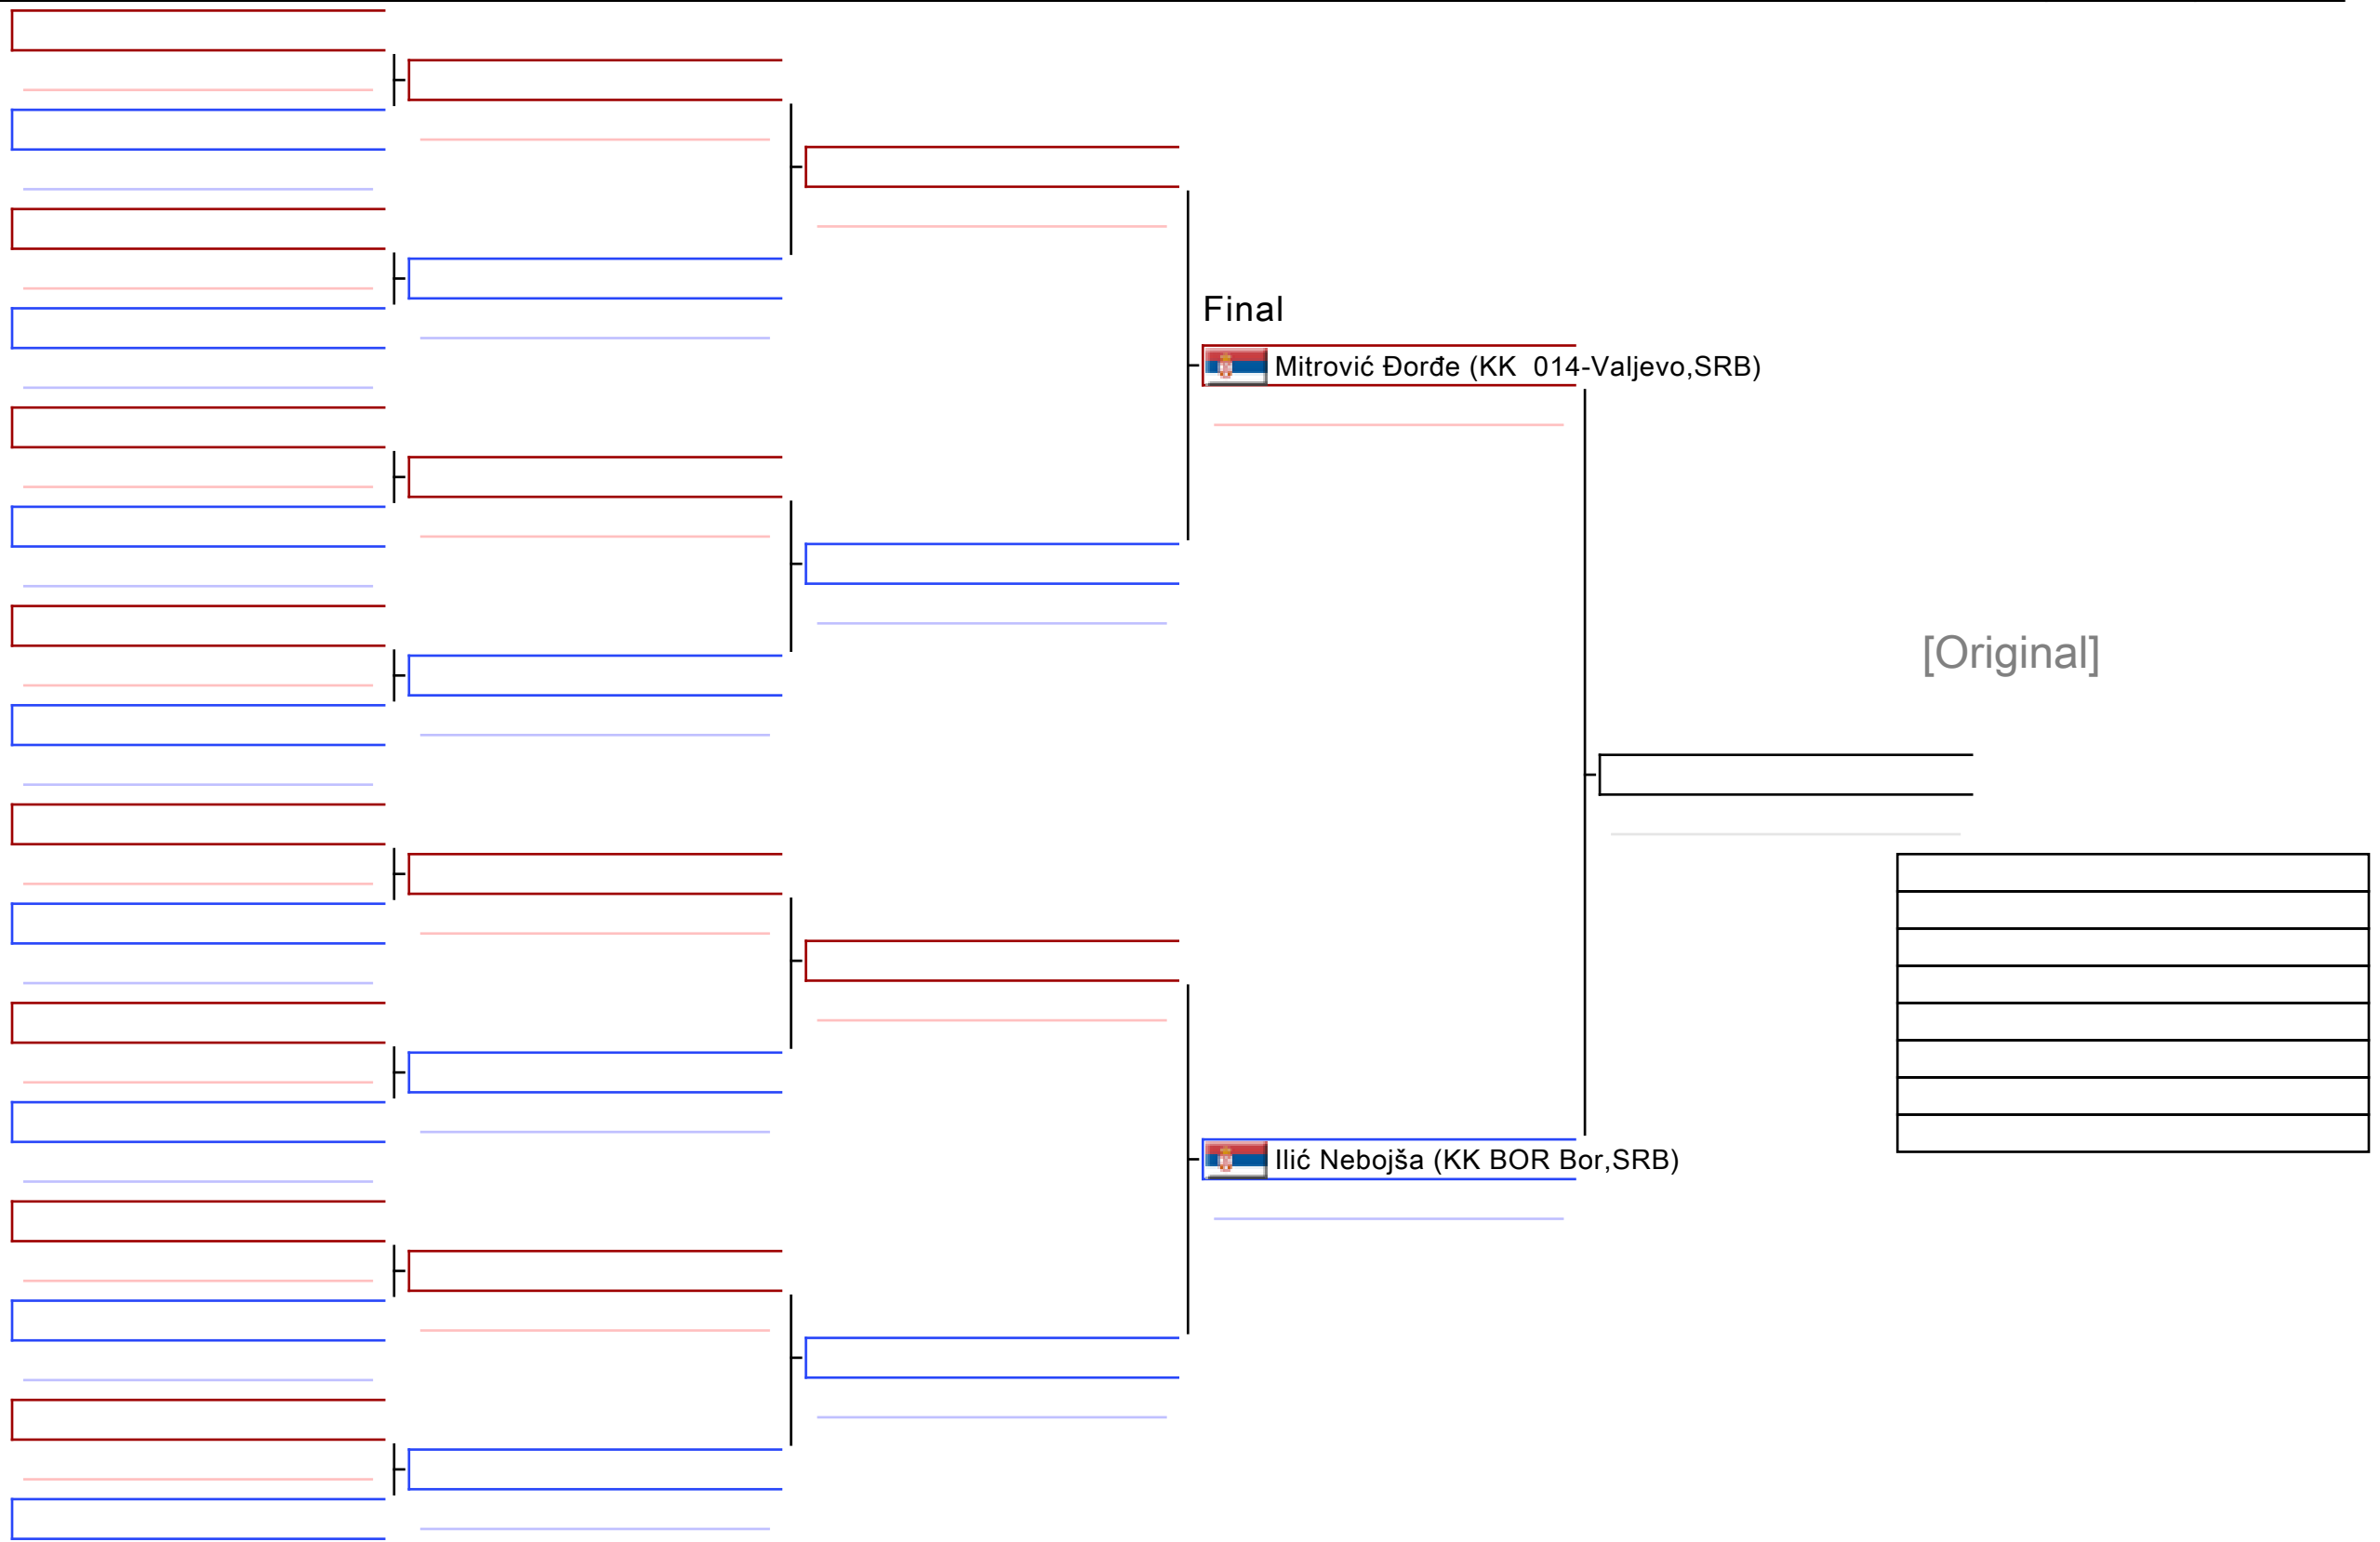 Final
Mitrović Đorđe (KK  014-Valjevo,SRB)
[Original]
Ilić Nebojša (KK BOR Bor,SRB)